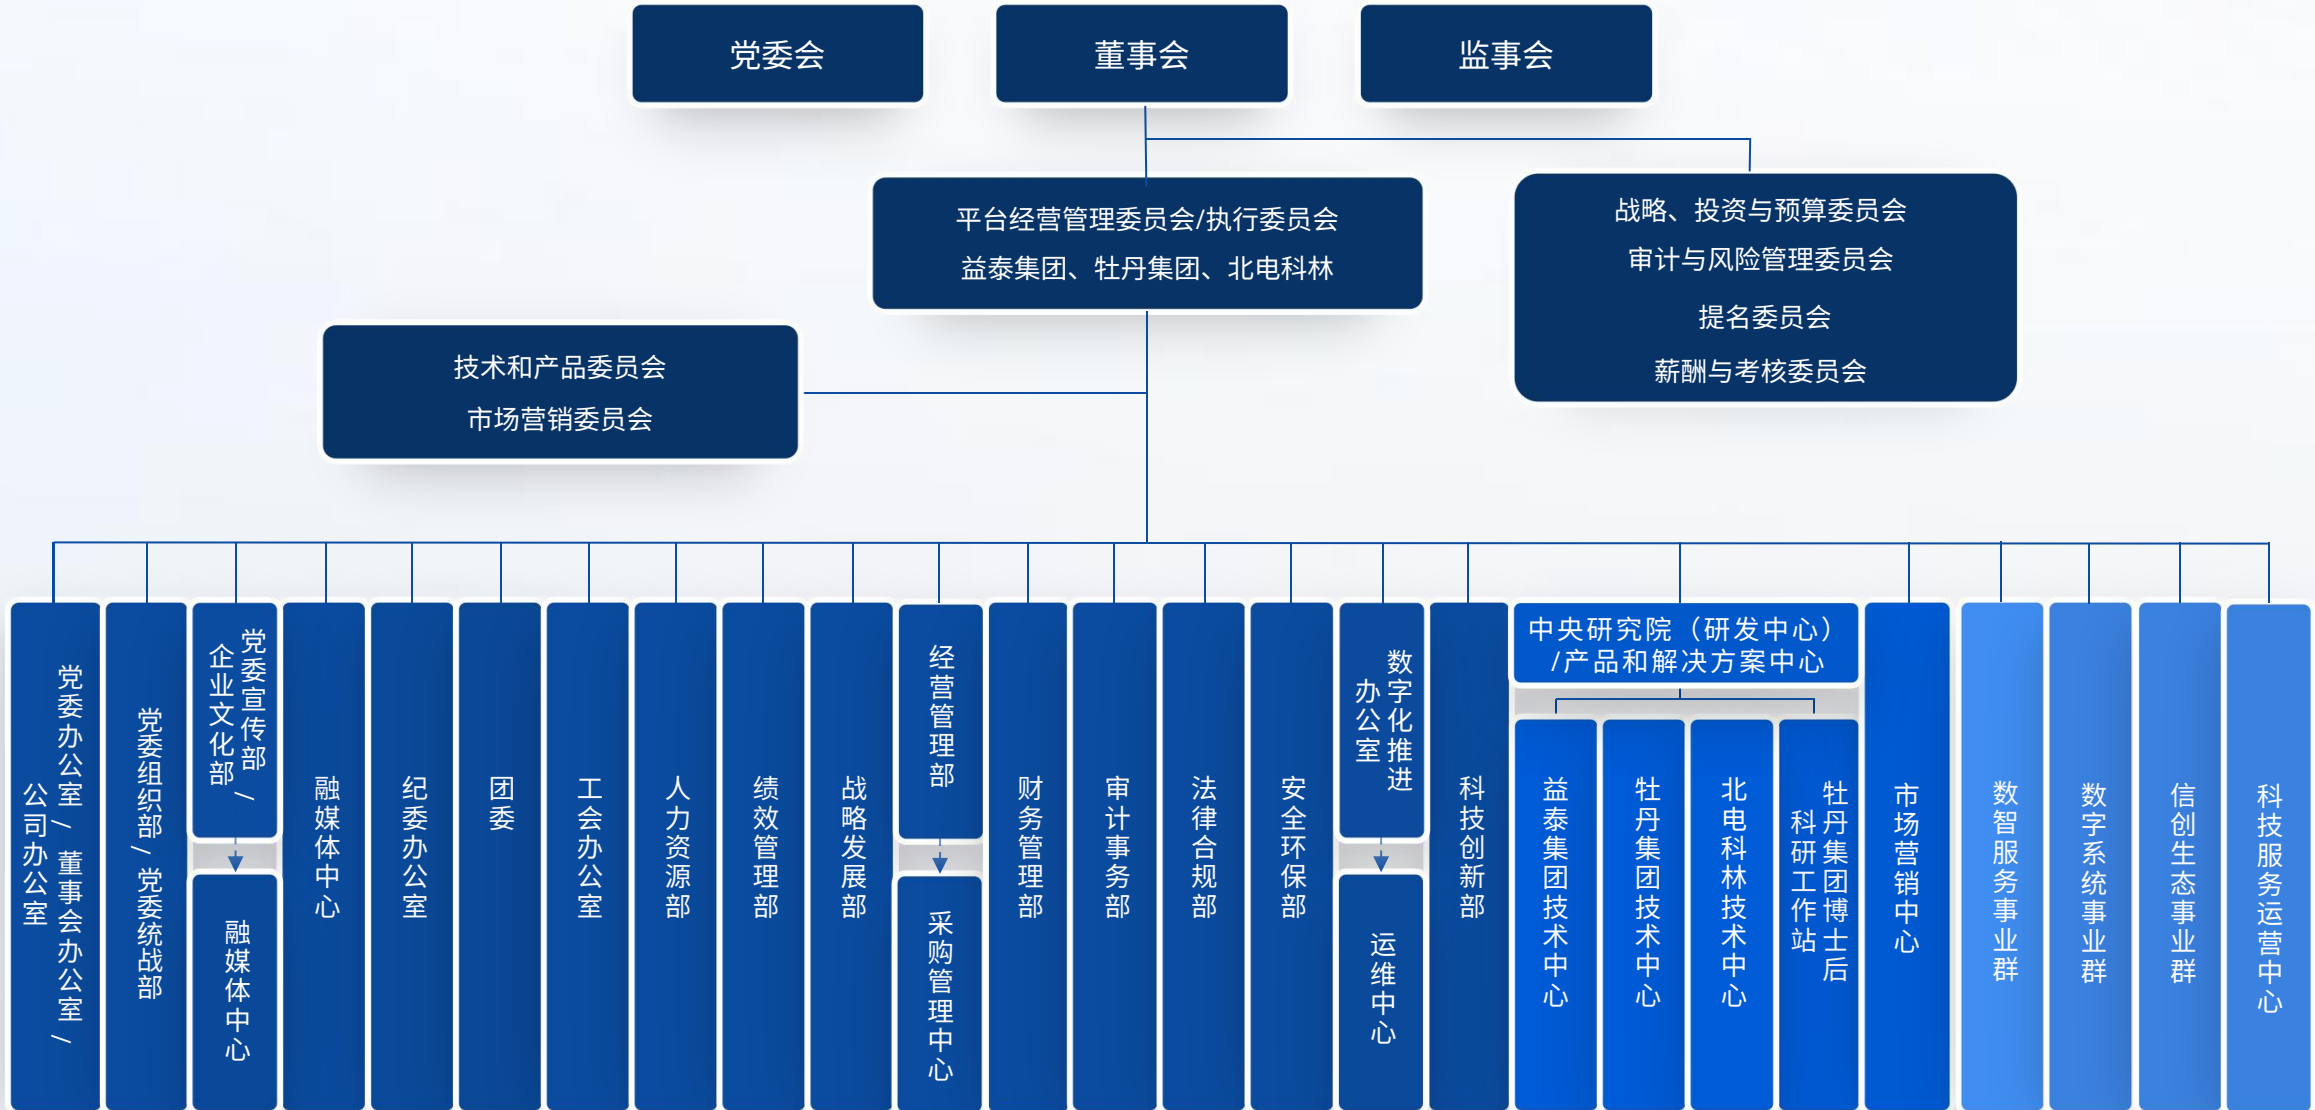 党委会
董事会
监事会
平台经营管理委员会/执行委员会
益泰集团、牡丹集团、北电科林
战略、投资与预算委员会
审计与风险管理委员会
提名委员会
薪酬与考核委员会
技术和产品委员会
市场营销委员会
党委办公室/董事会办公室/
公司办公室
党委组织部/党委统战部
党委宣传部/
企业文化部
融媒体中心
融媒体中心
纪委办公室
团委
工会办公室
人力资源部
绩效管理部
战略发展部
经营管理部
采购管理中心
财务管理部
审计事务部
法律合规部
安全环保部
数字化推进
办公室
运维中心
科技创新部
中央研究院（研发中心）
/产品和解决方案中心
益泰集团技术中心
牡丹集团技术中心
北电科林技术中心
牡丹集团博士后
科研工作站
市场营销中心
数智服务事业群
数字系统事业群
信创生态事业群
科技服务运营中心